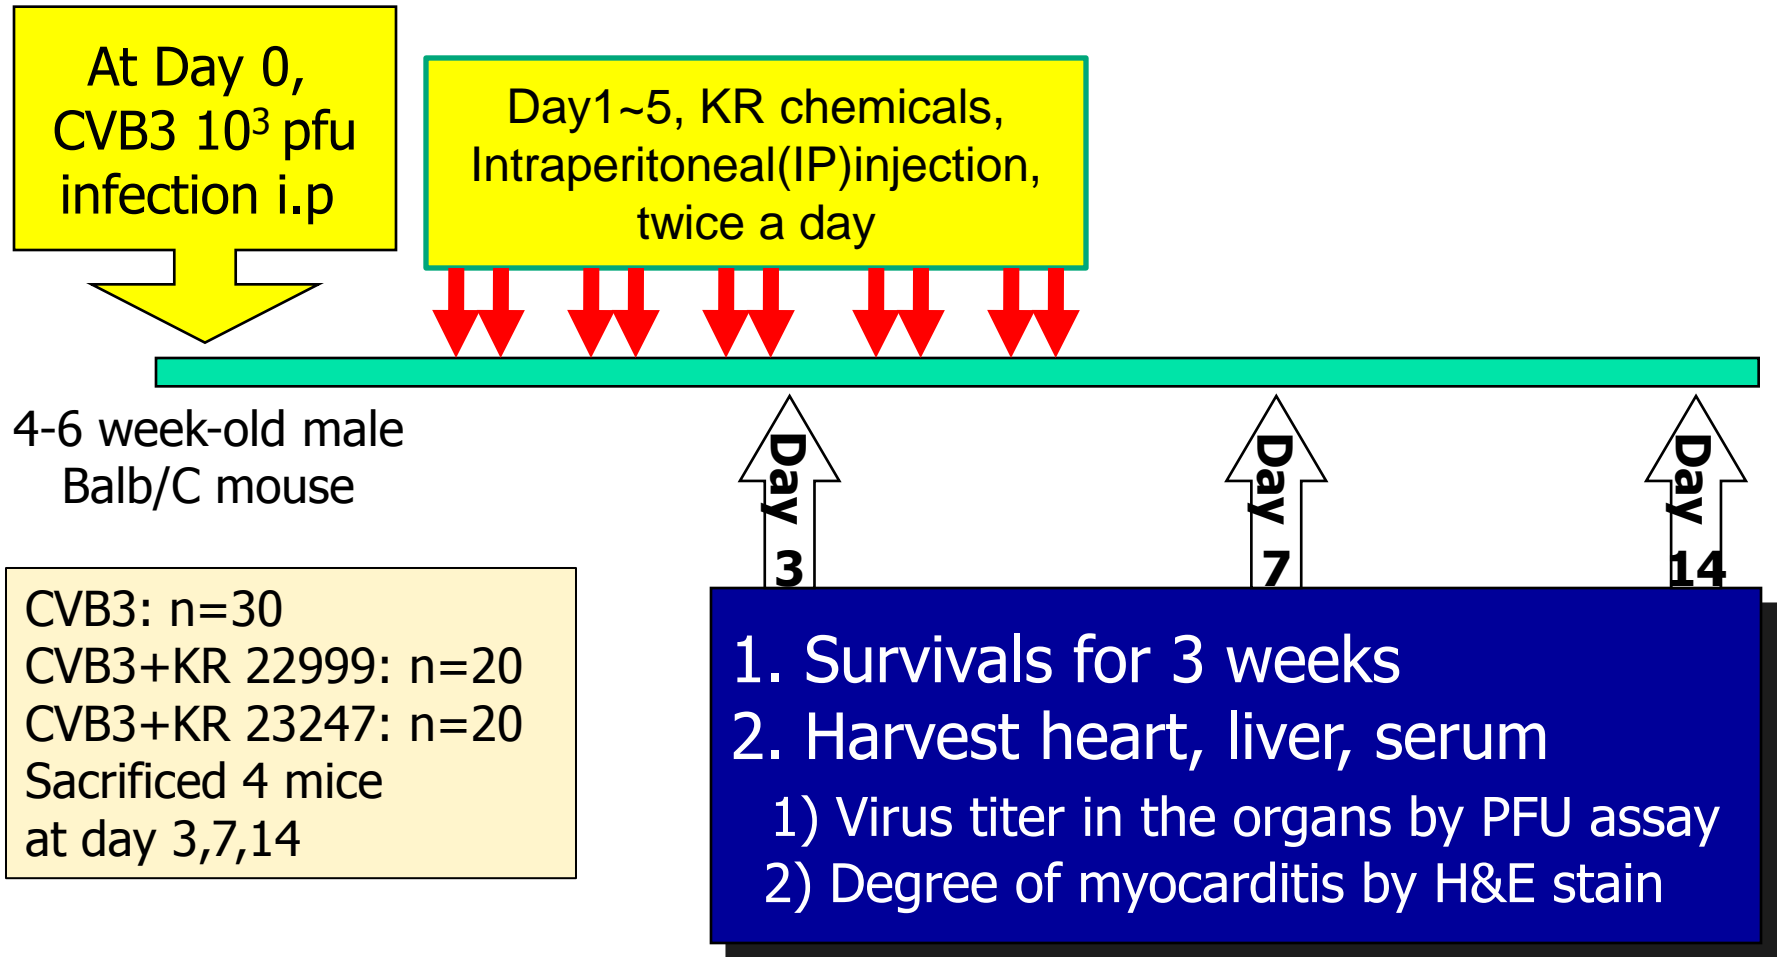 At Day 0,
CVB3 10³ pfu
infection i.p
Day1~5, KR chemicals,
Intraperitoneal(IP)injection,
twice a day
4-6 week-old male
Balb/C mouse
Day 3
Day 7
Day 14
CVB3: n=30
CVB3+KR 22999: n=20
CVB3+KR 23247: n=20
Sacrificed 4 mice
at day 3,7,14
1. Survivals for 3 weeks
2. Harvest heart, liver, serum
1) Virus titer in the organs by PFU assay
2) Degree of myocarditis by H&E stain